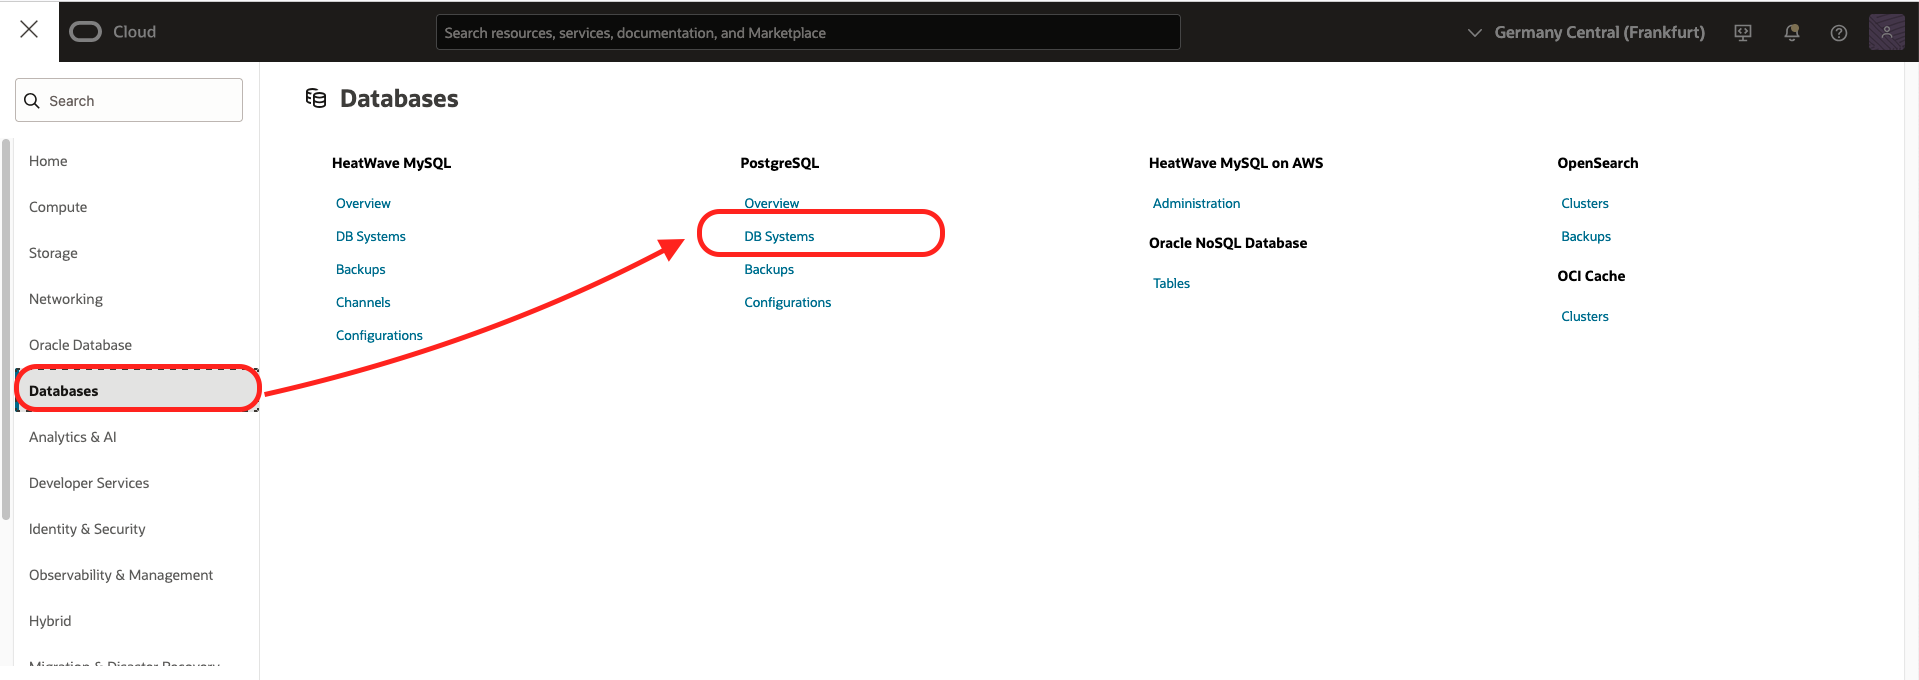 Cloud
Search resources, services, documentation, and Marketplace
Germany Central (Frankfurt)
Search
Home
Compute
Storage
Networking
Oracle Database
Databases
Analytics & AI
Developer Services
Identity & Security
Observability & Management
Hybrid
Migration & Disaster Recovery
Databases
HeatWave MySQL
Overview
DB Systems
Backups
Channels
Configurations
PostgreSQL
Overview
DB Systems
Backups
Configurations
HeatWave MySQL on AWS
Administration
Oracle NoSQL Database
Tables
OpenSearch
Clusters
Backups
OCI Cache
Clusters